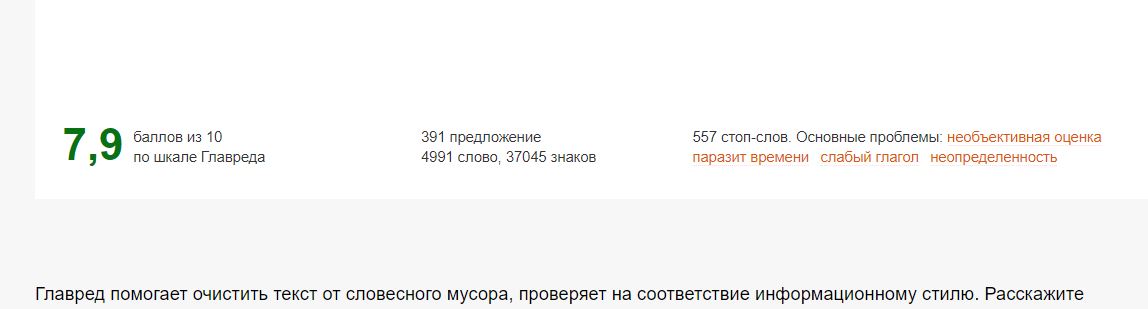 7,9 баллов из 10
по шкале Главреда
391 предложение
4991 слово, 37045 знаков
557 стоп-слов. Основные проблемы: необъективная оценка
паразит времени слабый глагол неопределенность
Главред помогает очистить текст от словесного мусора, проверяет на соответствие информационному стилю. Расскажите